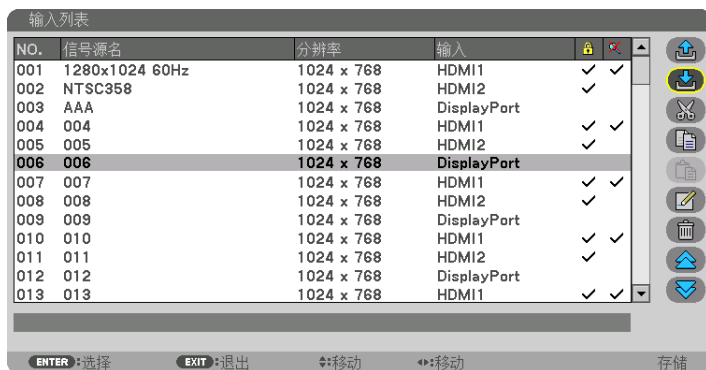 输入列表
NO. 信号源名 分辨率 输入
001 1280x1024 60Hz 1024 x 768 HDMI1 ✓ ✓
002 NTSC358 1024 x 768 HDMI2 ✓
003 AAA 1024 x 768 DisplayPort
004 004 1024 x 768 HDMI1 ✓ ✓
005 005 1024 x 768 HDMI2 ✓
006 006 1024 x 768 DisplayPort
007 007 1024 x 768 HDMI1 ✓ ✓
008 008 1024 x 768 HDMI2 ✓
009 009 1024 x 768 DisplayPort
010 010 1024 x 768 HDMI1 ✓ ✓
011 011 1024 x 768 HDMI2 ✓
012 012 1024 x 768 DisplayPort
013 013 1024 x 768 HDMI1 ✓ ✓
ENTER:选择 EXIT:退出 ♦:移动 ◂▸:移动 存储